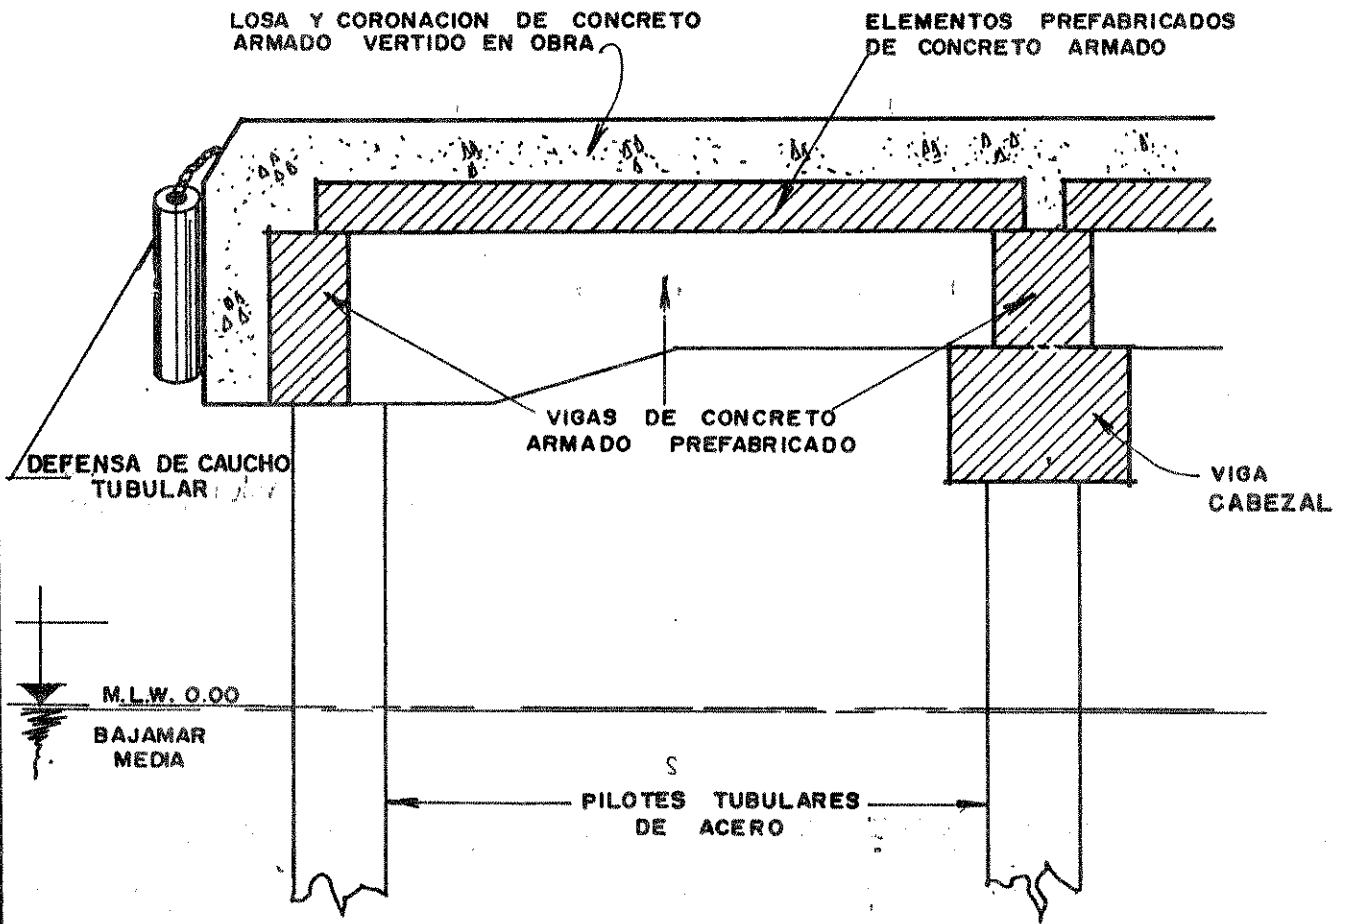 LOSA Y CORONACION DE CONCRETO
ARMADO VERTIDO EN OBRA
ELEMENTOS PREFABRICADOS
DE CONCRETO ARMADO
VIGAS DE CONCRETO
ARMADO PREFABRICADO
DEFENSA DE CAUCHO
TUBULAR
VIGA
CABEZAL
M.L.W. 0.00
BAJAMAR
MEDIA
S
PILOTES TUBULARES
DE ACERO